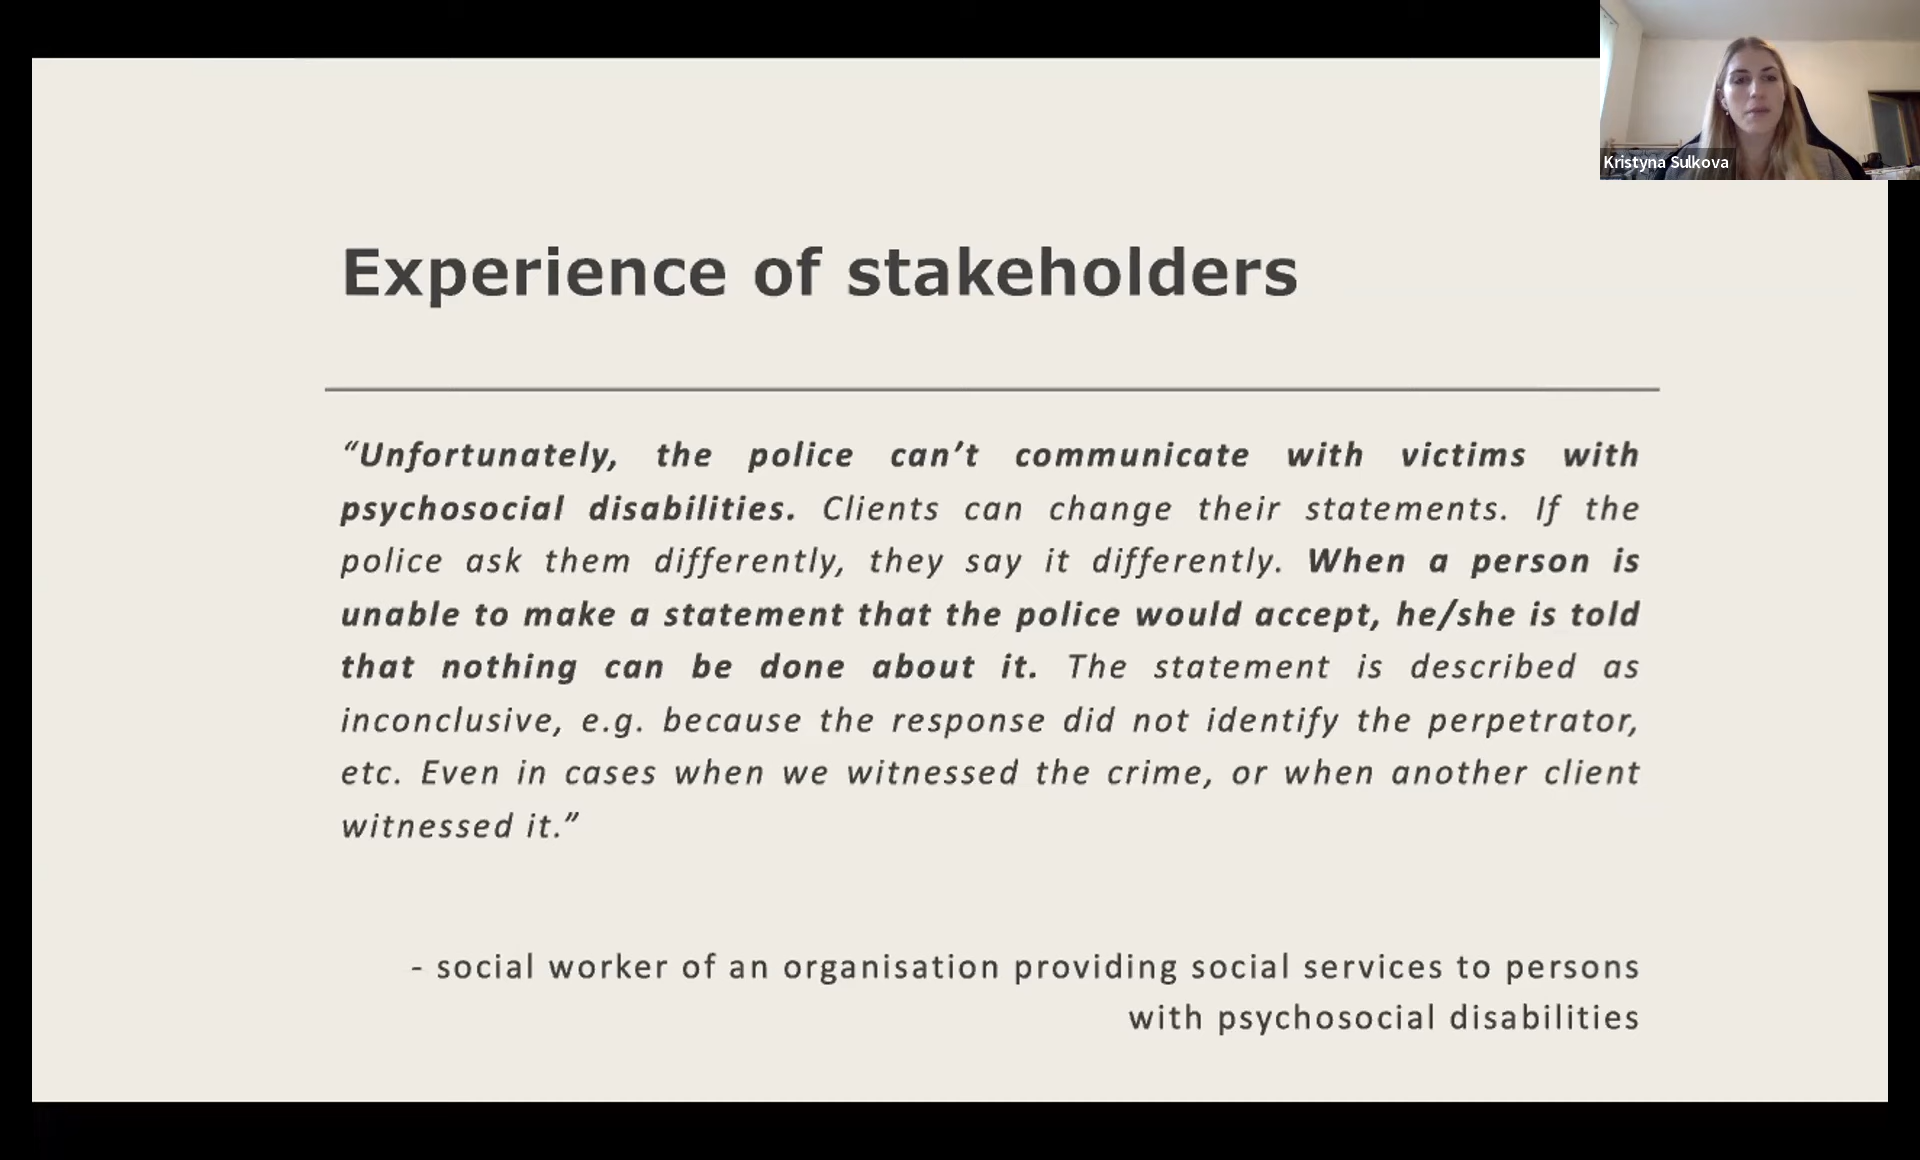 Kristyna Sulkova
Experience of stakeholders
“Unfortunately, the police can’t communicate with victims with
psychosocial disabilities. Clients can change their statements. If the
police ask them differently, they say it differently. When a person is
unable to make a statement that the police would accept, he/she is told
that nothing can be done about it. The statement is described as
inconclusive, e.g. because the response did not identify the perpetrator,
etc. Even in cases when we witnessed the crime, or when another client
witnessed it.”
- social worker of an organisation providing social services to persons
with psychosocial disabilities